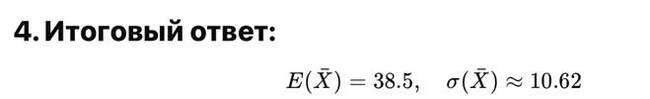 4. Итоговый ответ:
E(X̄) = 38.5, σ(X̄) ≈ 10.62